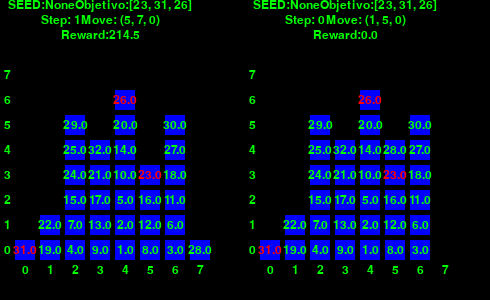 SEED:NoneObjetivo:[23, 31, 26]
Step: 1Move: (5, 7, 0)
Reward:214.5
7
6 26.0
5 29.0 20.0 30.0
4 25.0 32.0 14.0 27.0
3 24.0 21.0 10.0 23.0 18.0
2 15.0 17.0 5.0 16.0 11.0
1 22.0 7.0 13.0 2.0 12.0 6.0
0 31.0 19.0 4.0 9.0 1.0 8.0 3.0 28.0
0 1 2 3 4 5 6 7
SEED:NoneObjetivo:[23, 31, 26]
Step: 0Move: (1, 5, 0)
Reward:0.0
7
6 26.0
5 29.0 20.0 30.0
4 25.0 32.0 14.0 28.0 27.0
3 24.0 21.0 10.0 23.0 18.0
2 15.0 17.0 5.0 16.0 11.0
1 22.0 7.0 13.0 2.0 12.0 6.0
0 31.0 19.0 4.0 9.0 1.0 8.0 3.0
0 1 2 3 4 5 6 7